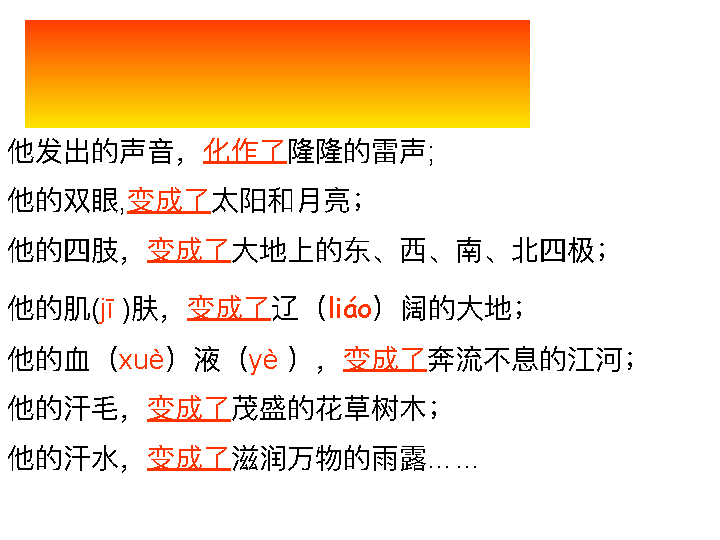 他发出的声音，化作了隆隆的雷声;
他的双眼,变成了太阳和月亮；
他的四肢，变成了大地上的东、西、南、北四极；
他的肌(jī )肤，变成了辽（liáo）阔的大地；
他的血（xuè）液（yè ），变成了奔流不息的江河；
他的汗毛，变成了茂盛的花草树木；
他的汗水，变成了滋润万物的雨露……